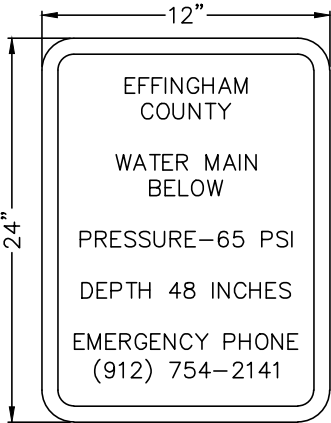 12”
24”
EFFINGHAM
COUNTY
WATER MAIN
BELOW
PRESSURE–65 PSI
DEPTH 48 INCHES
EMERGENCY PHONE
(912) 754–2141